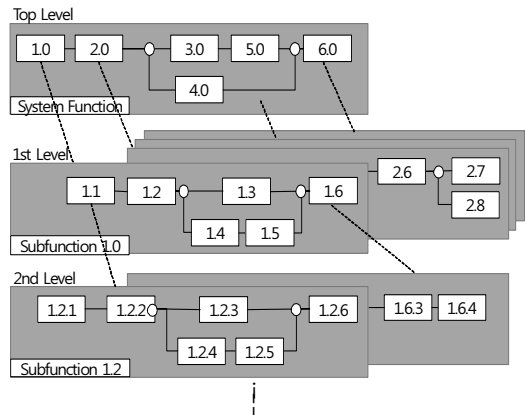 Top Level
1.0 2.0 3.0 5.0 6.0
4.0
System Function
1st Level
2.6 2.7
1.1 1.2 1.3 1.6
2.8
1.4 1.5
Subfunction 1.0
2nd Level
1.2.1 1.2.2 1.2.3 1.2.6 1.6.3 1.6.4
1.2.4 1.2.5
Subfunction 1.2